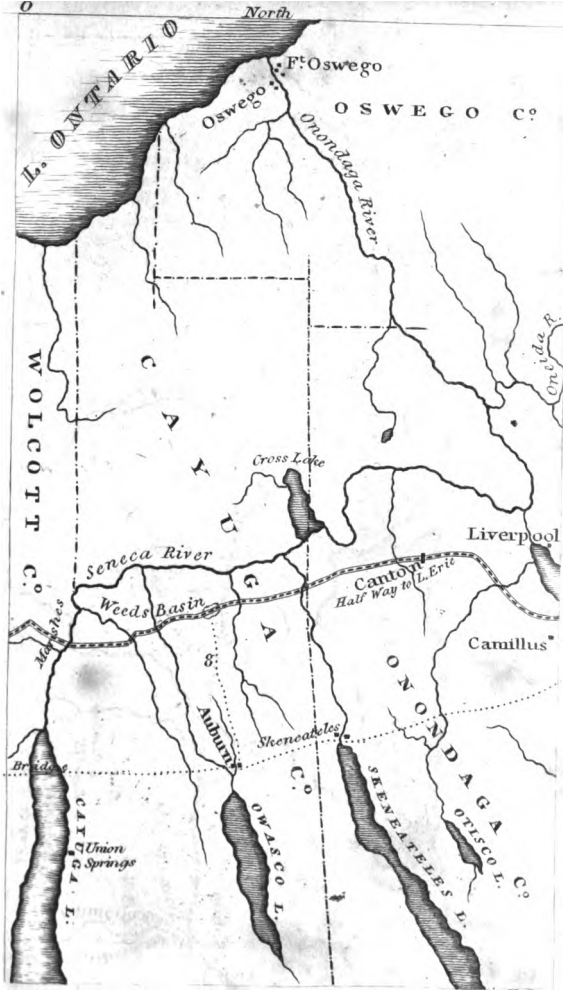 O
North
L. ONTARIO
Ft. Oswego
Oswego
OSWEGO Co.
Onondaga River
Oneida R.
WOLCOTT Co.
CAYUGA Co.
Cross Lake
Seneca River
Liverpool
Canton
Half Way to L. Erie
Weeds Basin
Marshes
Camillus
8
ONONDAGA Co.
Auburn
Skeneateles
Bridge
CAYUGA L.
Union
Springs
OWASCO L.
SKENEATELES L.
OTISCO L.